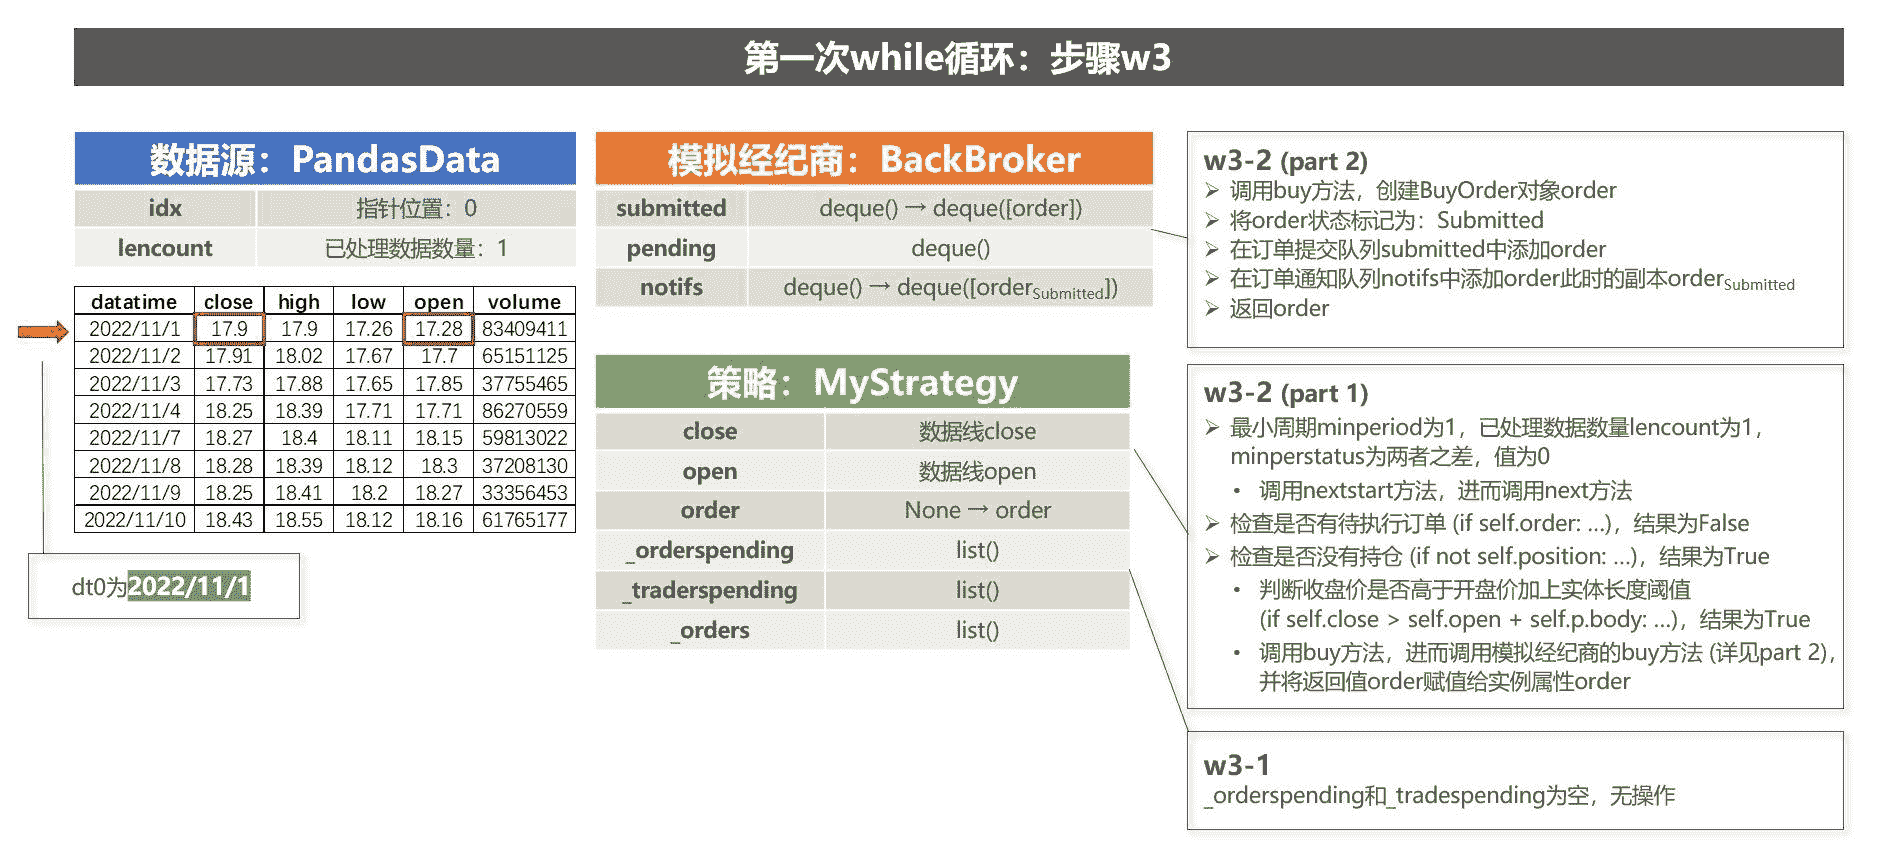 第一次while循环：步骤w3
数据源：PandasData
idx 指针位置：0
lencount 已处理数据数量：1
datatime close high low open volume
2022/11/1 17.9 17.9 17.26 17.28 83409411
2022/11/2 17.91 18.02 17.67 17.7 65151125
2022/11/3 17.73 17.88 17.65 17.85 37755465
2022/11/4 18.25 18.39 17.71 17.71 86270559
2022/11/7 18.27 18.4 18.11 18.15 59813022
2022/11/8 18.28 18.39 18.12 18.3 37208130
2022/11/9 18.25 18.41 18.2 18.27 33356453
2022/11/10 18.43 18.55 18.12 18.16 61765177
dt0为2022/11/1
模拟经纪商：BackBroker
submitted deque() → deque([order])
pending deque()
notifs deque() → deque([orderSubmitted])
策略：MyStrategy
close 数据线close
open 数据线open
order None → order
_orderspending list()
_traderspending list()
_orders list()
w3-2 (part 2)
➢ 调用buy方法，创建BuyOrder对象order
➢ 将order状态标记为：Submitted
➢ 在订单提交队列submitted中添加order
➢ 在订单通知队列notifs中添加order此时的副本orderSubmitted
➢ 返回order
w3-2 (part 1)
➢ 最小周期minperiod为1，已处理数据数量lencount为1，
minperstatus为两者之差，值为0
• 调用nextstart方法，进而调用next方法
➢ 检查是否有待执行订单 (if self.order: ...)，结果为False
➢ 检查是否没有持仓 (if not self.position: ...)，结果为True
• 判断收盘价是否高于开盘价加上实体长度阈值
(if self.close > self.open + self.p.body: ...)，结果为True
• 调用buy方法，进而调用模拟经纪商的buy方法 (详见part 2)，
并将返回值order赋值给实例属性order
w3-1
_orderspending和_tradespending为空，无操作